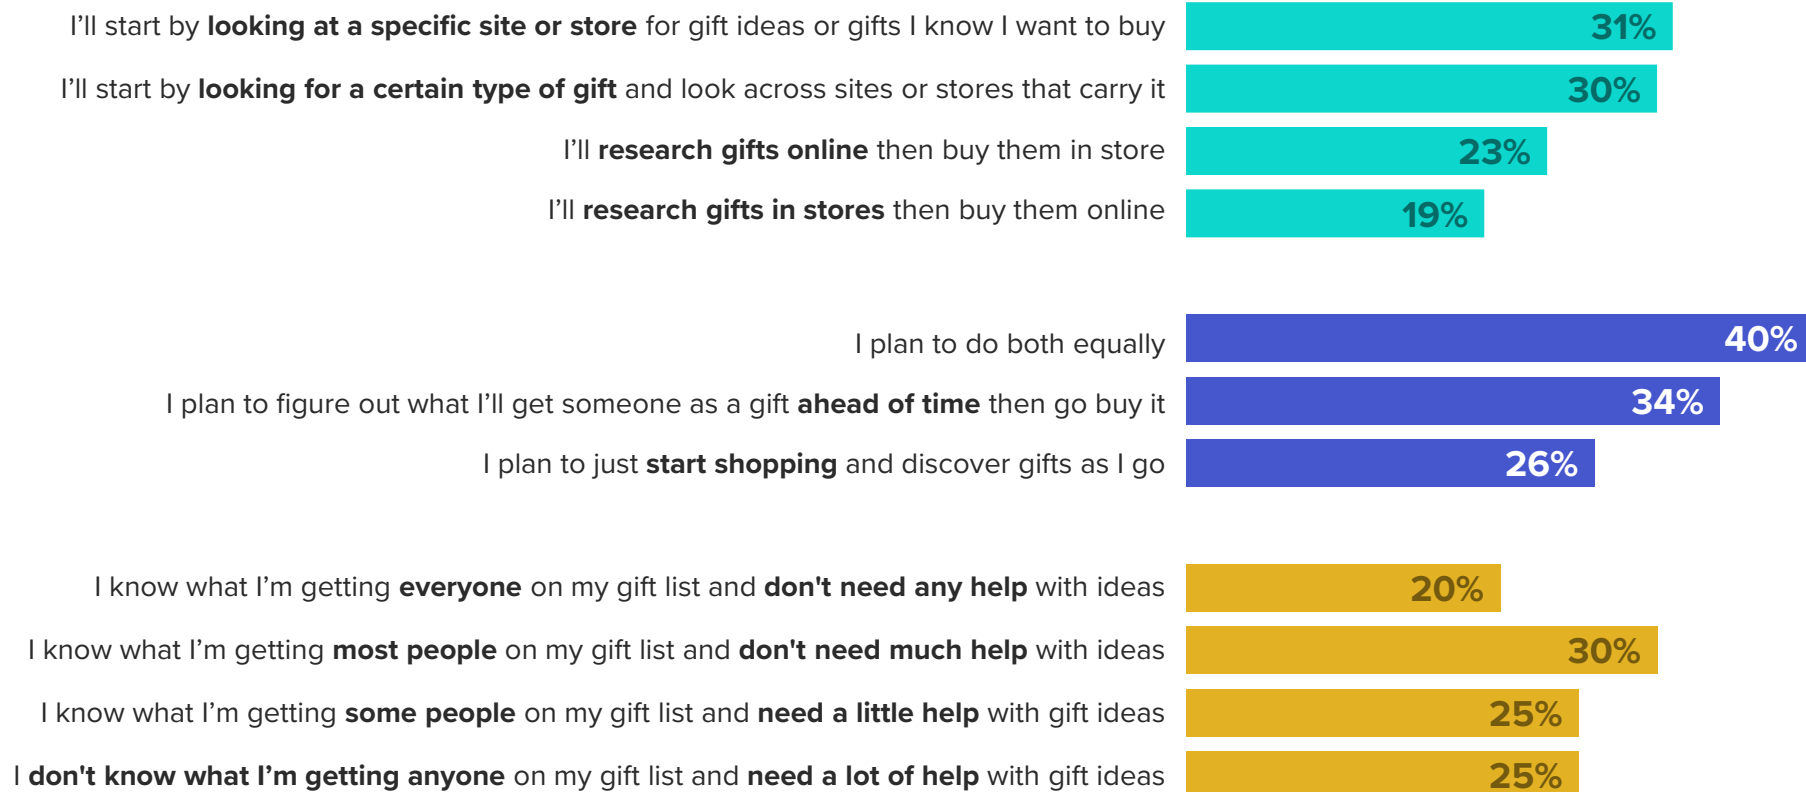 I’ll start by looking at a specific site or store for gift ideas or gifts I know I want to buy 31%
I’ll start by looking for a certain type of gift and look across sites or stores that carry it 30%
I’ll research gifts online then buy them in store 23%
I’ll research gifts in stores then buy them online 19%
I plan to do both equally 40%
I plan to figure out what I’ll get someone as a gift ahead of time then go buy it 34%
I plan to just start shopping and discover gifts as I go 26%
I know what I’m getting everyone on my gift list and don't need any help with ideas 20%
I know what I’m getting most people on my gift list and don't need much help with ideas 30%
I know what I’m getting some people on my gift list and need a little help with gift ideas 25%
I don't know what I’m getting anyone on my gift list and need a lot of help with gift ideas 25%